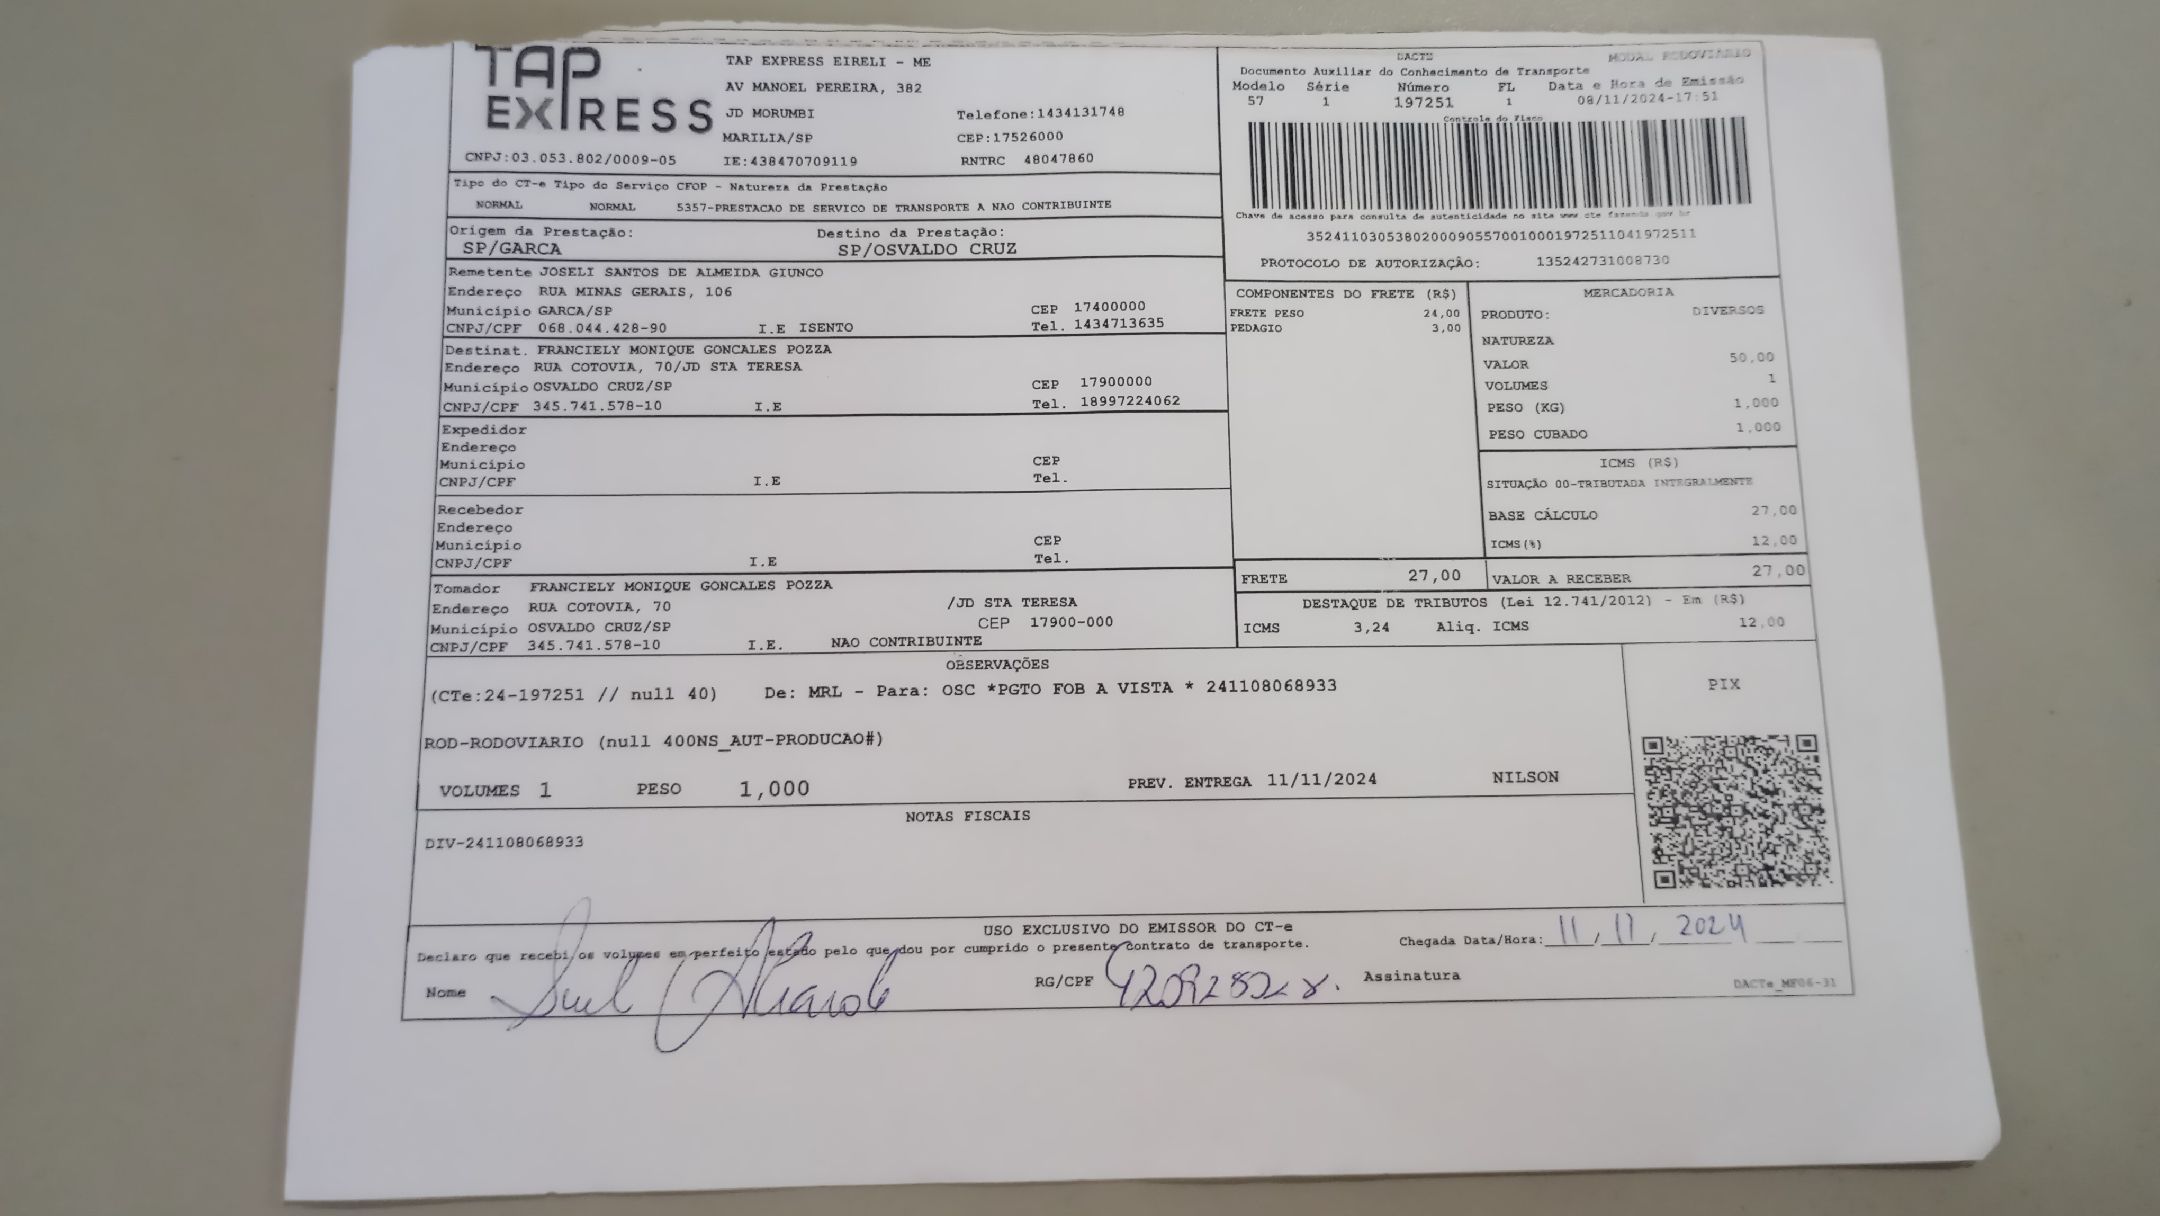 TAP
EXPRESS
TAP EXPRESS EIRELI - ME
AV MANOEL PEREIRA, 382
JD MORUMBI Telefone:1434131748
MARILIA/SP CEP:17526000
CNPJ:03.053.802/0009-05 IE:438470709119 RNTRC 48047860
DACTE MODAL RODOVIÁRIO
Documento Auxiliar do Conhecimento de Transporte
Modelo Série Número FL Data e Hora de Emissão
57 1 197251 1 08/11/2024-17:51
Controle do Fisco
Chave de acesso para consulta de autenticidade no site www cte fazenda gov br
35241103053802000905570010001972511041972511
PROTOCOLO DE AUTORIZAÇÃO: 135242731008730
Tipo do CT-e Tipo do Serviço CFOP - Natureza da Prestação
NORMAL NORMAL 5357-PRESTACAO DE SERVICO DE TRANSPORTE A NAO CONTRIBUINTE
Origem da Prestação: Destino da Prestação:
SP/GARCA SP/OSVALDO CRUZ
Remetente JOSELI SANTOS DE ALMEIDA GIUNCO
Endereço RUA MINAS GERAIS, 106
Município GARCA/SP CEP 17400000
CNPJ/CPF 068.044.428-90 I.E ISENTO Tel. 1434713635
Destinat. FRANCIELY MONIQUE GONCALES POZZA
Endereço RUA COTOVIA, 70/JD STA TERESA
Município OSVALDO CRUZ/SP CEP 17900000
CNPJ/CPF 345.741.578-10 I.E Tel. 18997224062
Expedidor
Endereço
Município CEP
CNPJ/CPF I.E Tel.
Recebedor
Endereço
Município CEP
CNPJ/CPF I.E Tel.
Tomador FRANCIELY MONIQUE GONCALES POZZA
Endereço RUA COTOVIA, 70 /JD STA TERESA
Município OSVALDO CRUZ/SP CEP 17900-000
CNPJ/CPF 345.741.578-10 I.E. NAO CONTRIBUINTE
COMPONENTES DO FRETE (R$)
FRETE PESO 24,00
PEDAGIO 3,00
MERCADORIA
PRODUTO: DIVERSOS
NATUREZA
VALOR 50,00
VOLUMES 1
PESO (KG) 1,000
PESO CUBADO 1,000
ICMS (R$)
SITUAÇÃO 00-TRIBUTADA INTEGRALMENTE
BASE CÁLCULO 27,00
ICMS(%) 12,00
FRETE 27,00 VALOR A RECEBER 27,00
DESTAQUE DE TRIBUTOS (Lei 12.741/2012) - Em (R$)
ICMS 3,24 Aliq. ICMS 12,00
OBSERVAÇÕES
(CTe:24-197251 // null 40) De: MRL - Para: OSC *PGTO FOB A VISTA * 241108068933
ROD-RODOVIARIO (null 400NS_AUT-PRODUCAO#)
VOLUMES 1 PESO 1,000 PREV. ENTREGA 11/11/2024 NILSON
PIX
NOTAS FISCAIS
DIV-241108068933
USO EXCLUSIVO DO EMISSOR DO CT-e
Declaro que recebi os volumes em perfeito estado pelo que dou por cumprido o presente contrato de transporte.
Chegada Data/Hora: 11/11/2024
Nome RG/CPF Assinatura
DACTe_MF06-31